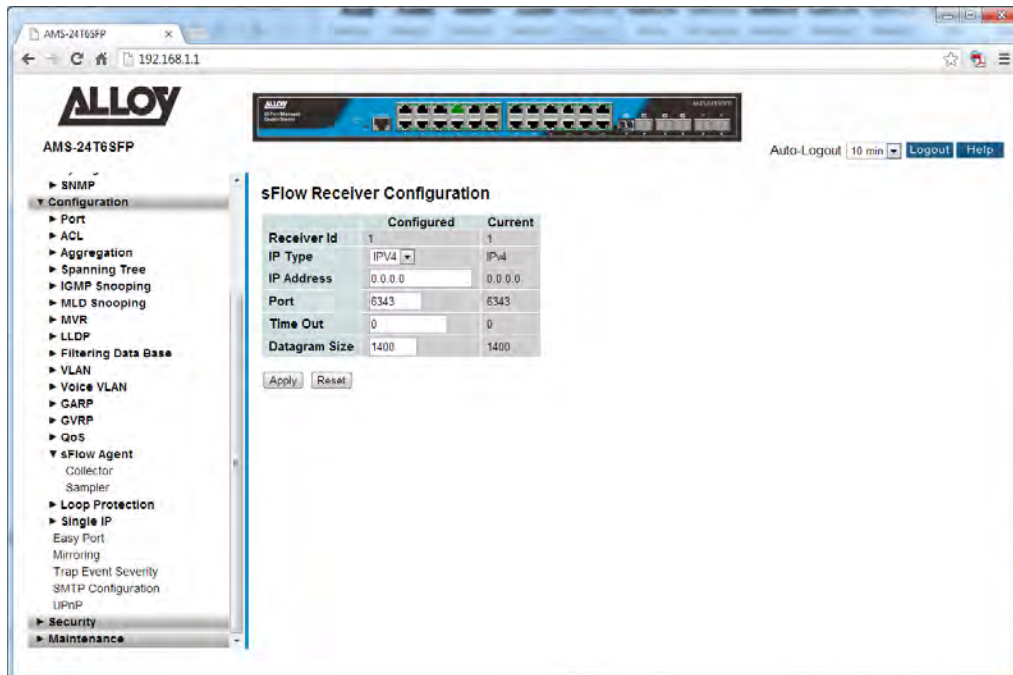 AMS-24T6SFP
192.168.1.1
ALLOY
ALLOY
AMS-24T6SFP
Auto-Logout 10 min Logout Help
SNMP
Configuration
Port
ACL
Aggregation
Spanning Tree
IGMP Snooping
MLD Snooping
MVR
LLDP
Filtering Data Base
VLAN
Voice VLAN
GARP
GVRP
QoS
sFlow Agent
Collector
Sampler
Loop Protection
Single IP
Easy Port
Mirroring
Trap Event Severity
SMTP Configuration
UPnP
Security
Maintenance
sFlow Receiver Configuration
Configured Current
Receiver Id 1 1
IP Type IPV4 IPv4
IP Address 0.0.0.0 0.0.0.0
Port 6343 6343
Time Out 0 0
Datagram Size 1400 1400
Apply Reset